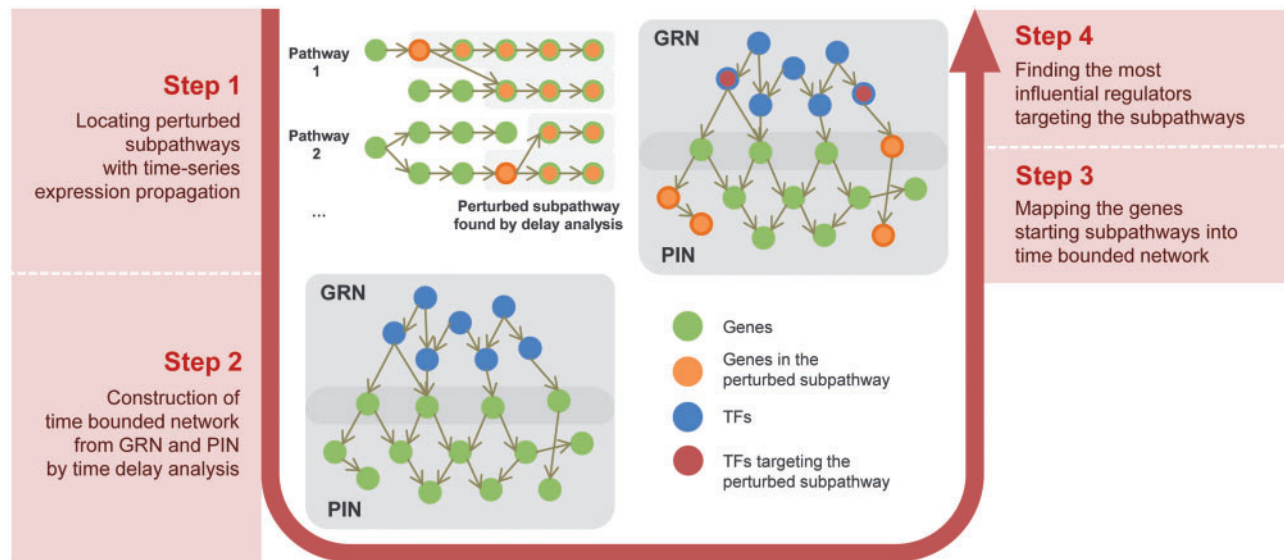 Step 1
Locating perturbed
subpathways
with time-series
expression propagation
Step 2
Construction of
time bounded network
from GRN and PIN
by time delay analysis
Pathway
1
Pathway
2
...
Perturbed subpathway
found by delay analysis
GRN
PIN
GRN
PIN
Genes
Genes in the
perturbed subpathway
TFs
TFs targeting the
perturbed subpathway
Step 4
Finding the most
influential regulators
targeting the subpathways
Step 3
Mapping the genes
starting subpathways into
time bounded network